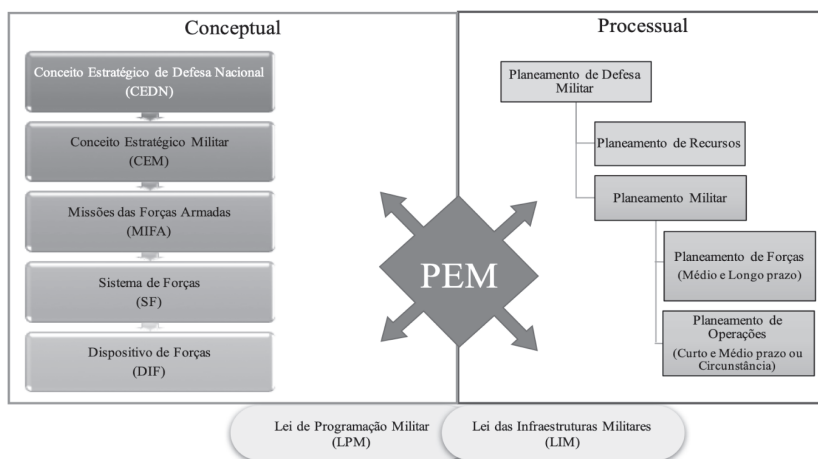 Conceptual
Conceito Estratégico de Defesa Nacional
(CEDN)
Conceito Estratégico Militar
(CEM)
Missões das Forças Armadas
(MIFA)
Sistema de Forças
(SF)
Dispositivo de Forças
(DIF)
PEM
Processual
Planeamento de Defesa
Militar
Planeamento de Recursos
Planeamento Militar
Planeamento de Forças
(Médio e Longo prazo)
Planeamento de
Operações
(Curto e Médio prazo ou
Circunstância)
Lei de Programação Militar
(LPM)
Lei das Infraestruturas Militares
(LIM)